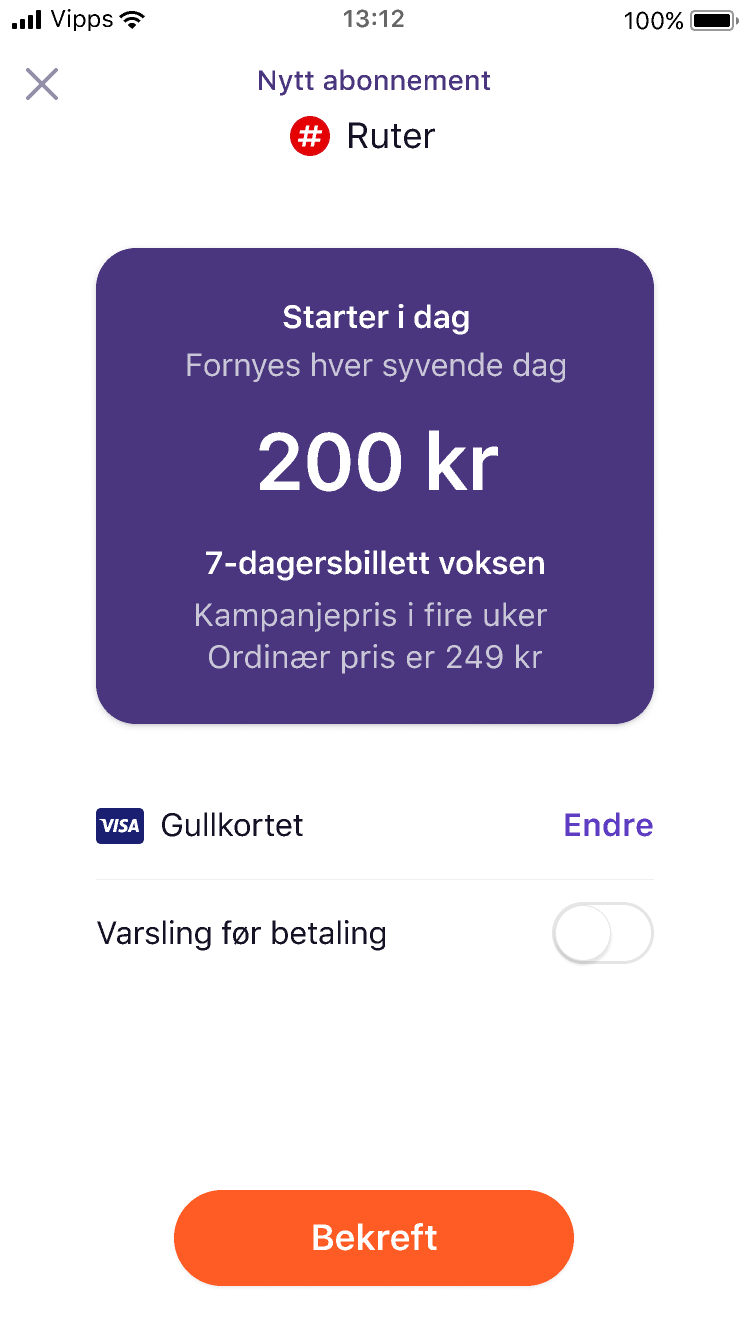 Vipps 13:12 100%
Nytt abonnement
# Ruter
Starter i dag
Fornyes hver syvende dag
200 kr
7-dagersbillett voksen
Kampanjepris i fire uker
Ordinær pris er 249 kr
VISA Gullkortet Endre
Varsling før betaling
Bekreft